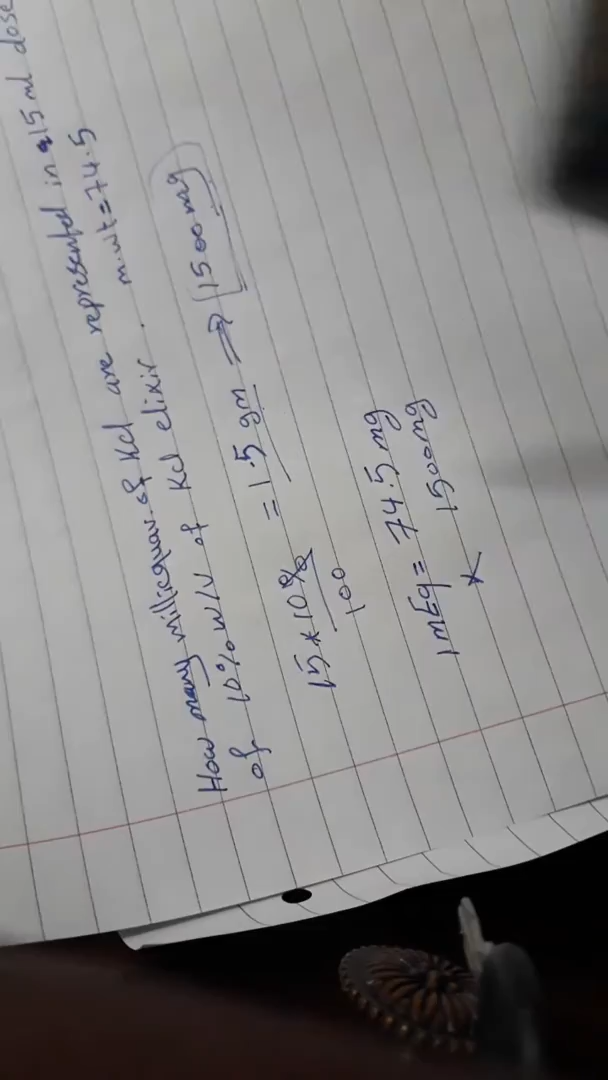 How many milliequav. of Kcl are represented in 15 ml dose
of 10% w/v of Kcl elixir. m.wt=74.5
15 * 10%/100 = 1.5 gm ⇒ 1500 mg
1mEq = 74.5 mg
x 1500 mg